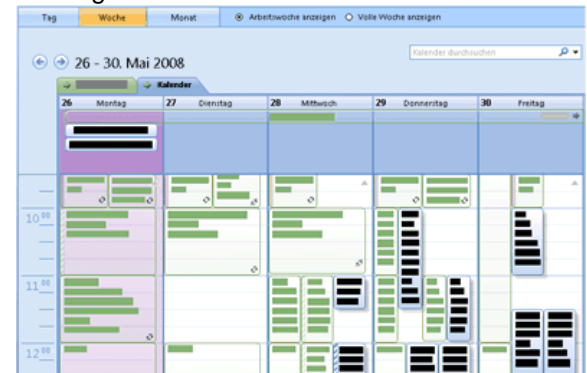 Tag Woche Monat Arbeitswoche anzeigen Volle Woche anzeigen
26 - 30. Mai 2008
Kalender durchsuchen
Kalender
26 Montag 27 Dienstag 28 Mittwoch 29 Donnerstag 30 Freitag
10 00
11 00
12 00